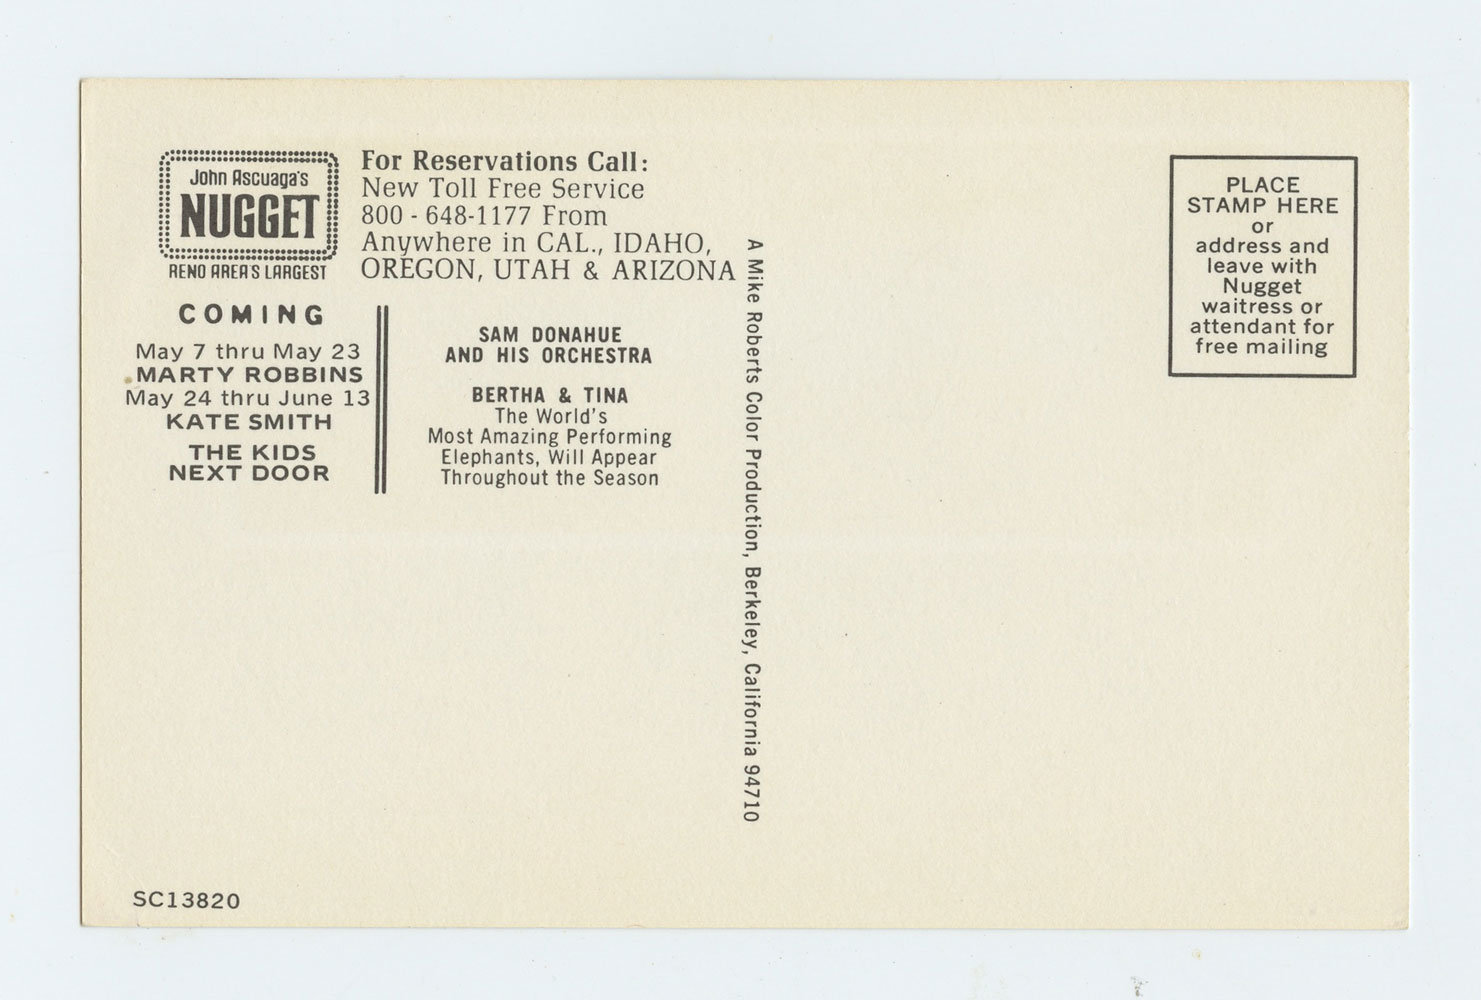 John Ascuaga's
NUGGET
RENO AREA'S LARGEST
For Reservations Call:
New Toll Free Service
800 - 648-1177 From
Anywhere in CAL., IDAHO,
OREGON, UTAH & ARIZONA
COMING
May 7 thru May 23
MARTY ROBBINS
May 24 thru June 13
KATE SMITH
THE KIDS
NEXT DOOR
SAM DONAHUE
AND HIS ORCHESTRA
BERTHA & TINA
The World's
Most Amazing Performing
Elephants, Will Appear
Throughout the Season
A Mike Roberts Color Production, Berkeley, California 94710
PLACE
STAMP HERE
or
address and
leave with
Nugget
waitress or
attendant for
free mailing
SC13820